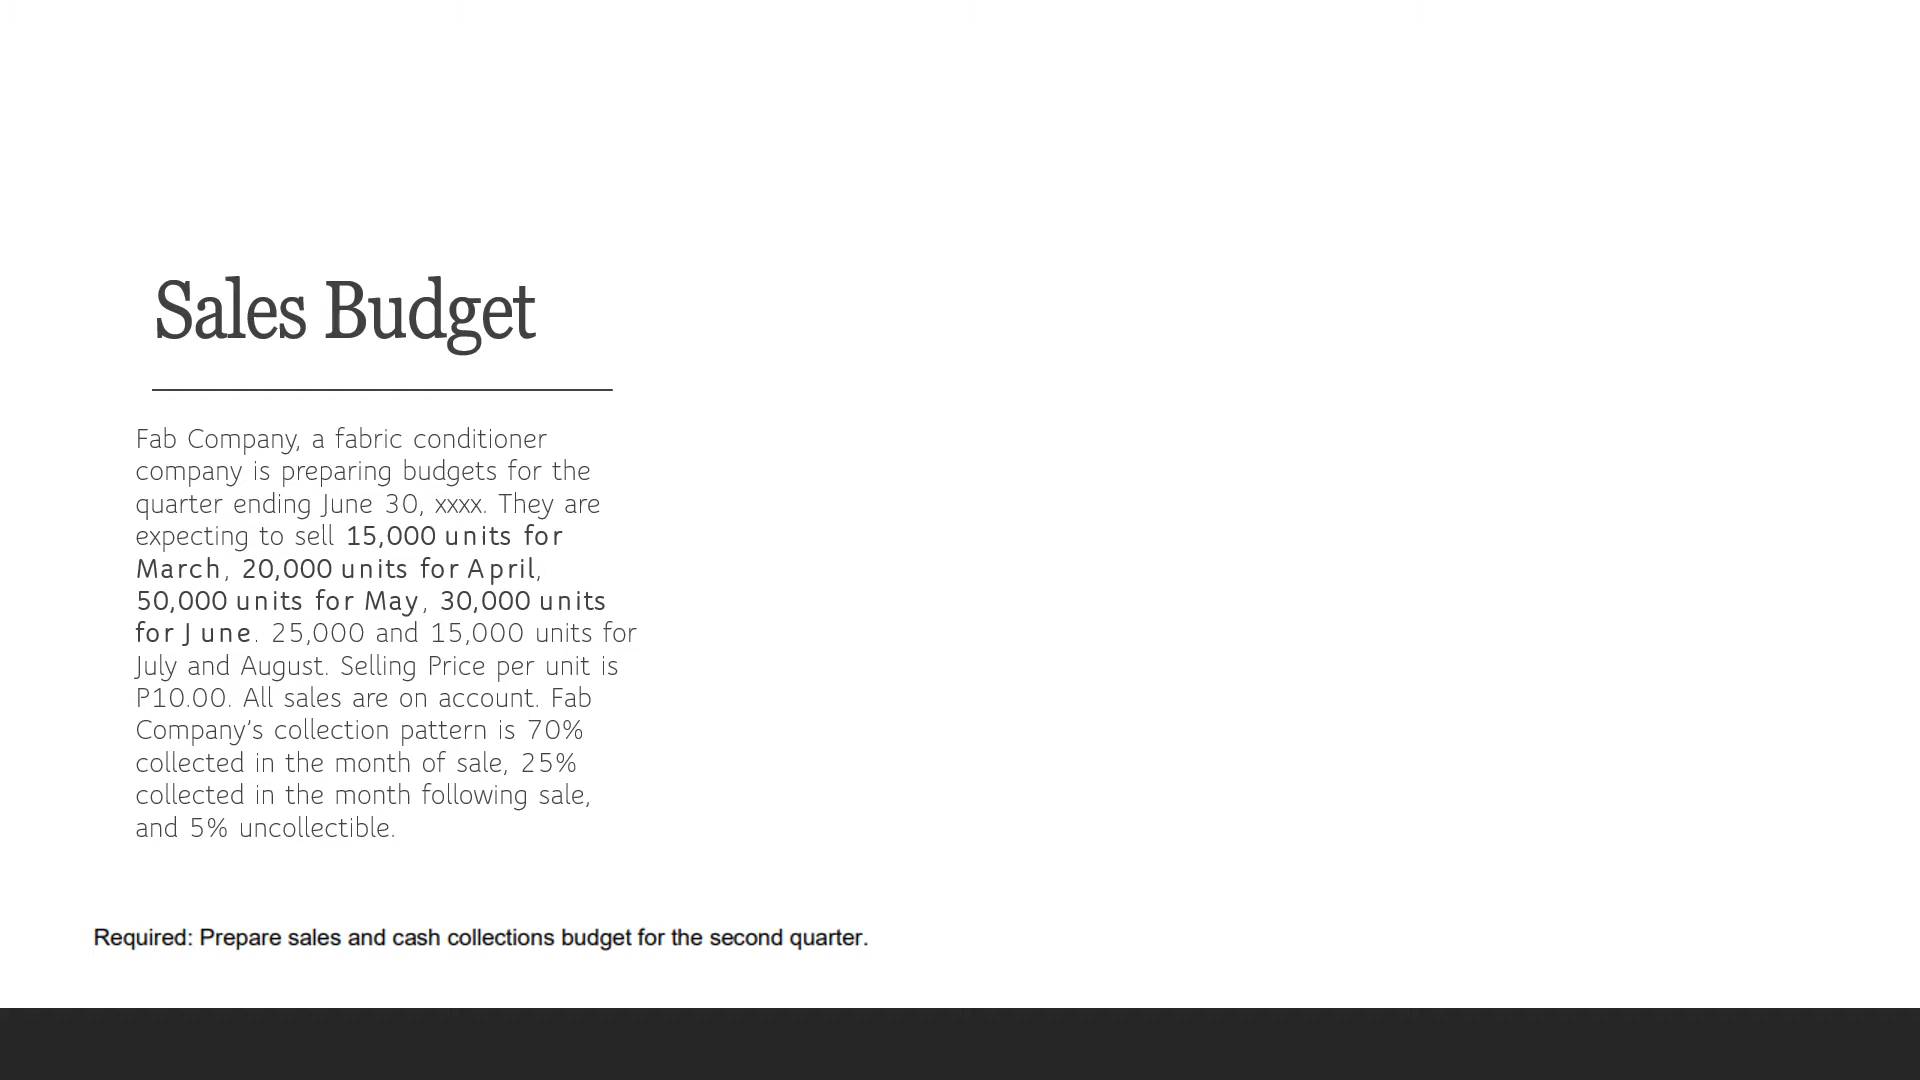 Sales Budget
Fab Company, a fabric conditioner
company is preparing budgets for the
quarter ending June 30, xxxx. They are
expecting to sell 15,000 units for
March, 20,000 units for April,
50,000 units for May, 30,000 units
for June. 25,000 and 15,000 units for
July and August. Selling Price per unit is
P10.00. All sales are on account. Fab
Company’s collection pattern is 70%
collected in the month of sale, 25%
collected in the month following sale,
and 5% uncollectible.
Required: Prepare sales and cash collections budget for the second quarter.